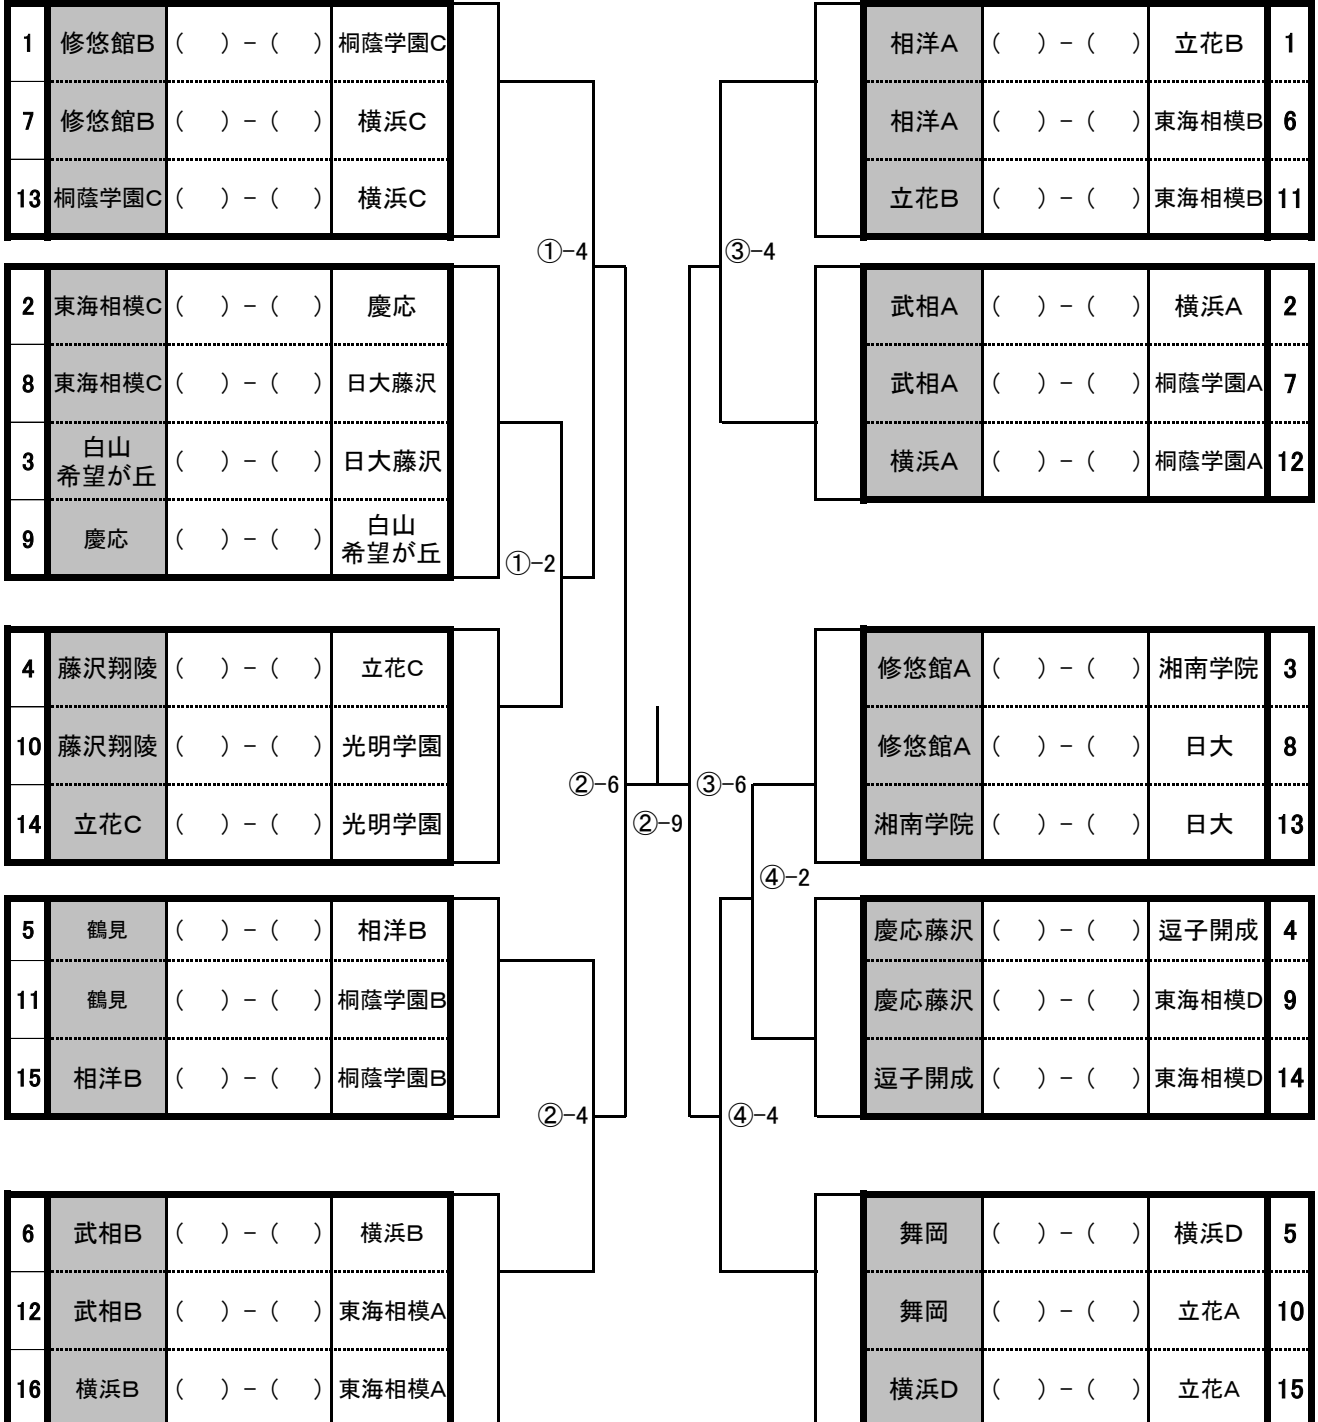 1 修悠館B ( ) - ( ) 桐蔭学園C
7 修悠館B ( ) - ( ) 横浜C
13 桐蔭学園C ( ) - ( ) 横浜C
①-4
2 東海相模C ( ) - ( ) 慶応
8 東海相模C ( ) - ( ) 日大藤沢
3 白山
希望が丘 ( ) - ( ) 日大藤沢
9 慶応 ( ) - ( ) 白山
希望が丘
①-2
4 藤沢翔陵 ( ) - ( ) 立花C
10 藤沢翔陵 ( ) - ( ) 光明学園
14 立花C ( ) - ( ) 光明学園
②-6
②-9
5 鶴見 ( ) - ( ) 相洋B
11 鶴見 ( ) - ( ) 桐蔭学園B
15 相洋B ( ) - ( ) 桐蔭学園B
②-4
6 武相B ( ) - ( ) 横浜B
12 武相B ( ) - ( ) 東海相模A
16 横浜B ( ) - ( ) 東海相模A
相洋A ( ) - ( ) 立花B 1
相洋A ( ) - ( ) 東海相模B 6
立花B ( ) - ( ) 東海相模B 11
③-4
武相A ( ) - ( ) 横浜A 2
武相A ( ) - ( ) 桐蔭学園A 7
横浜A ( ) - ( ) 桐蔭学園A 12
修悠館A ( ) - ( ) 湘南学院 3
修悠館A ( ) - ( ) 日大 8
③-6
湘南学院 ( ) - ( ) 日大 13
④-2
慶応藤沢 ( ) - ( ) 逗子開成 4
慶応藤沢 ( ) - ( ) 東海相模D 9
逗子開成 ( ) - ( ) 東海相模D 14
④-4
舞岡 ( ) - ( ) 横浜D 5
舞岡 ( ) - ( ) 立花A 10
横浜D ( ) - ( ) 立花A 15